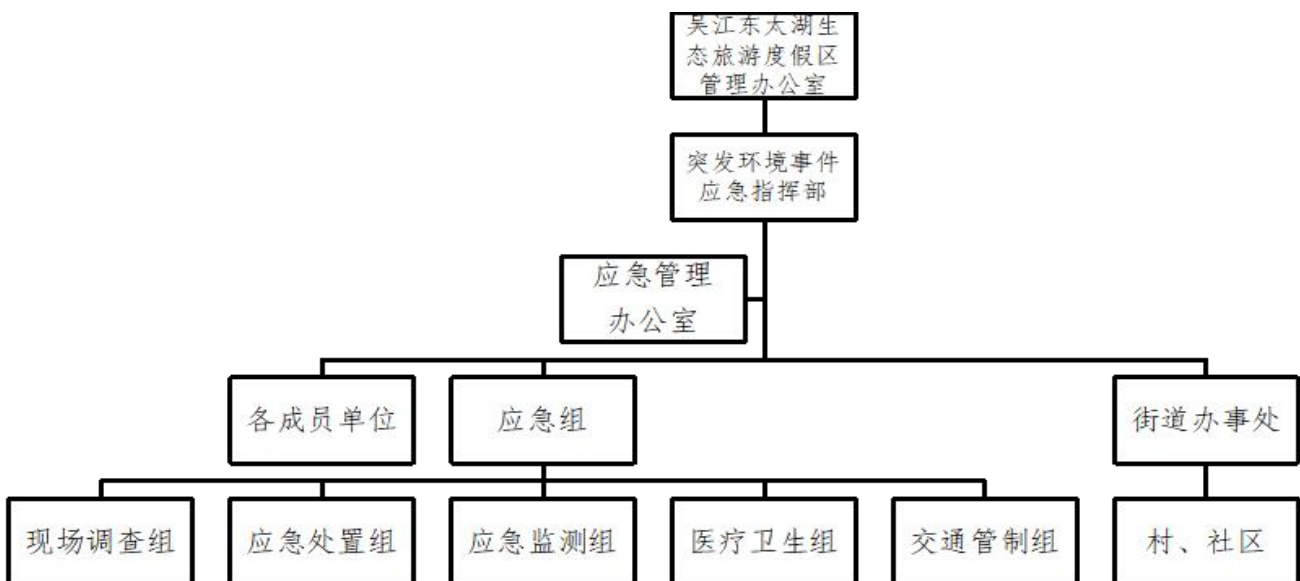 吴江东太湖生
态旅游度假区
管理办公室
突发环境事件
应急指挥部
应急管理
办公室
各成员单位
应急组
街道办事处
现场调查组
应急处置组
应急监测组
医疗卫生组
交通管制组
村、社区